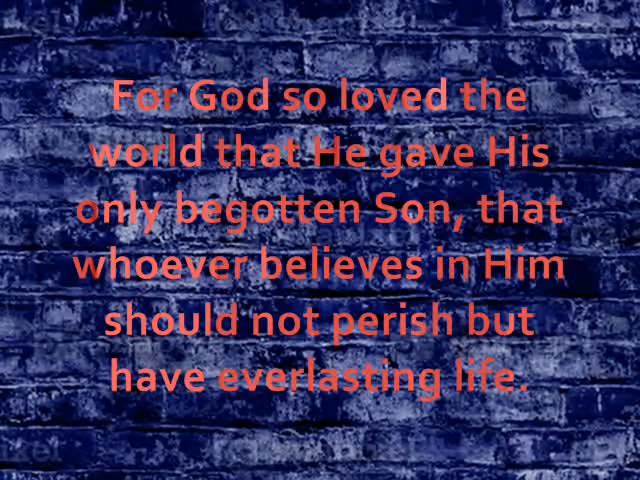 For God so loved the
world that He gave His
only begotten Son, that
whoever believes in Him
should not perish but
have everlasting life.